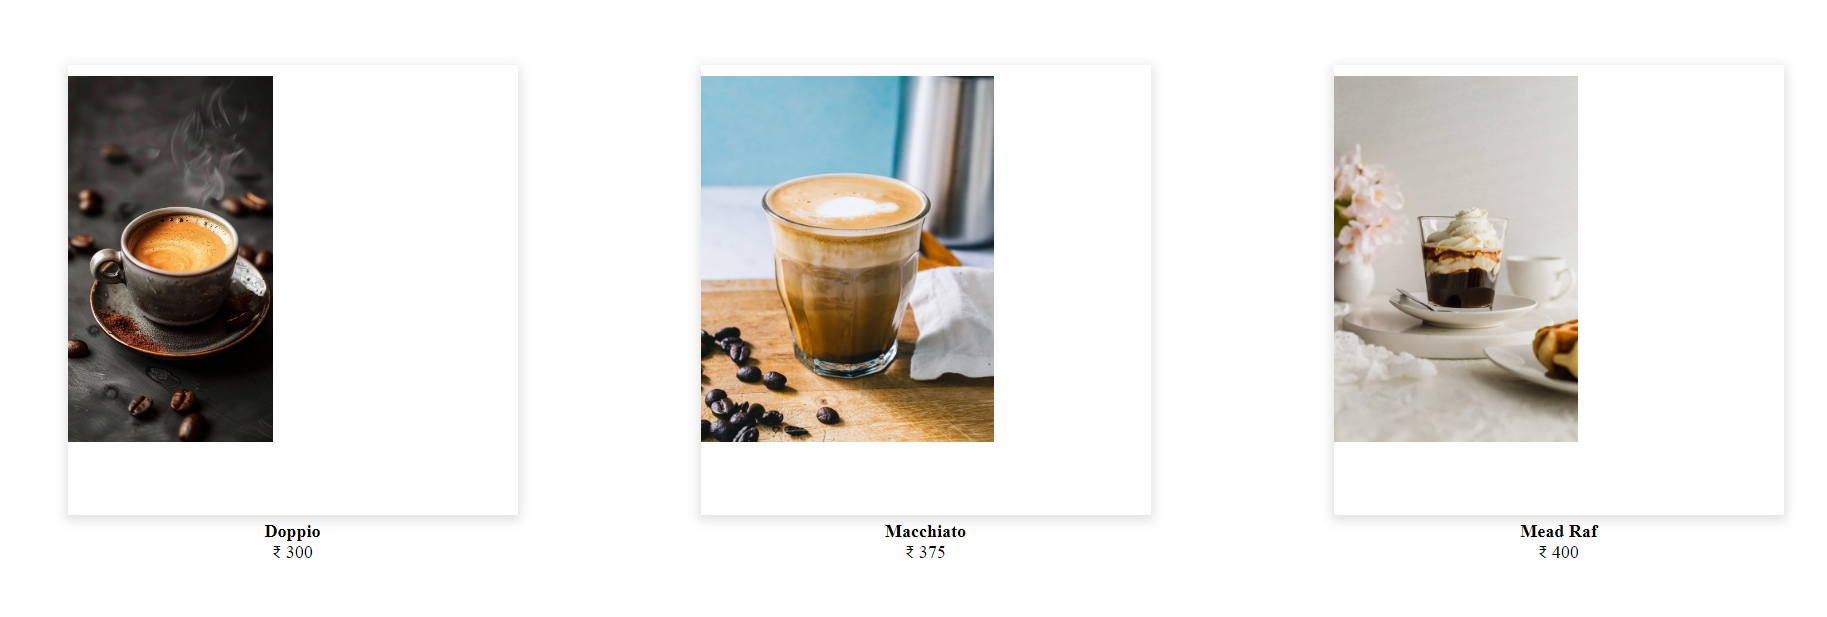 Doppio
₹ 300
Macchiato
₹ 375
Mead Raf
₹ 400